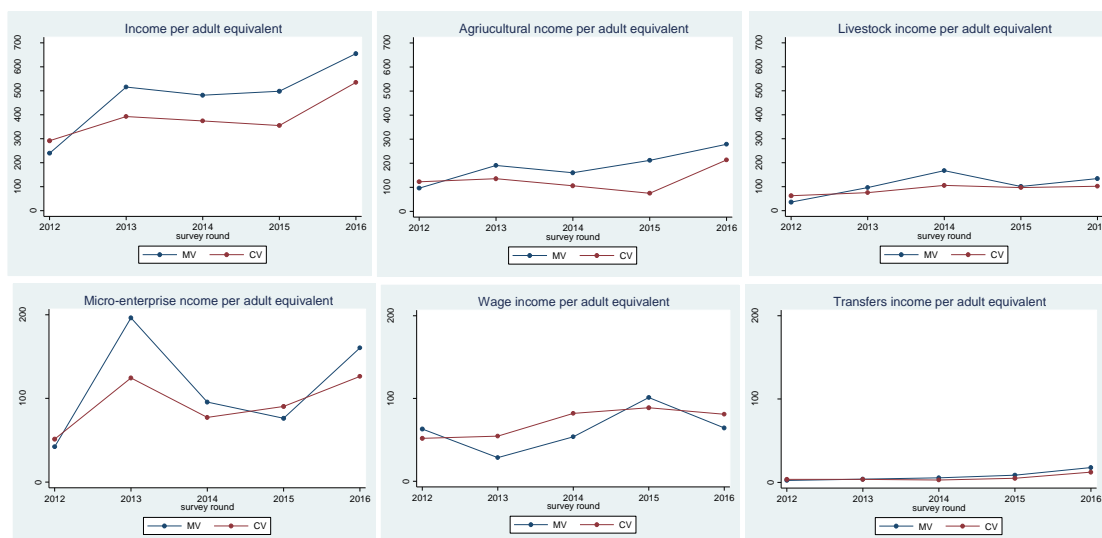 Income per adult equivalent
700
600
500
400
300
200
100
0
2012 2013 2014 2015 2016
survey round
MV CV
Agriucultural ncome per adult equivalent
700
600
500
400
300
200
100
0
2012 2013 2014 2015 2016
survey round
MV CV
Livestock income per adult equivalent
700
600
500
400
300
200
100
0
2012 2013 2014 2015 201
survey round
MV CV
Micro-enterprise ncome per adult equivalent
200
100
0
2012 2013 2014 2015 2016
survey round
MV CV
Wage income per adult equivalent
200
100
0
2012 2013 2014 2015 2016
survey round
MV CV
Transfers income per adult equivalent
200
100
0
2012 2013 2014 2015 2016
survey round
MV CV